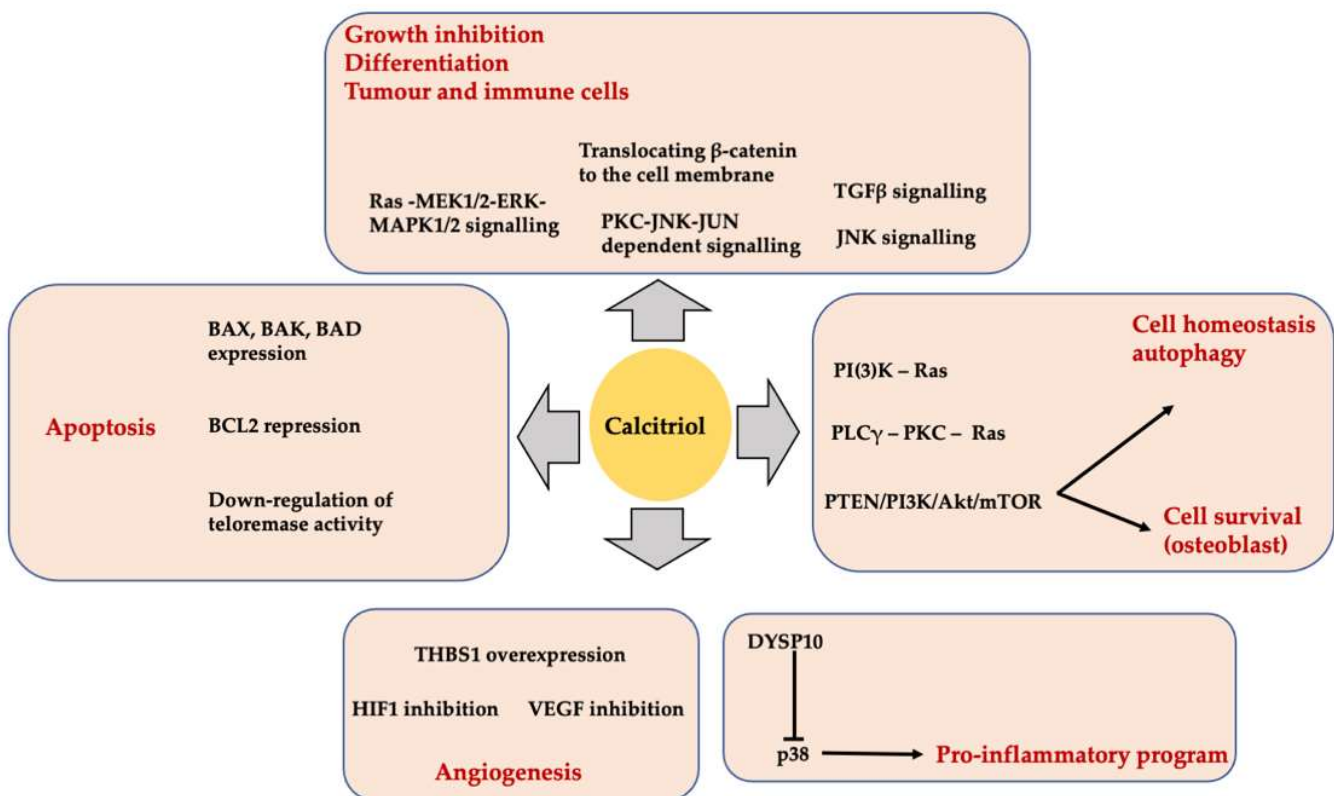 Growth inhibition
Differentiation
Tumour and immune cells
Translocating β-catenin
to the cell membrane
Ras -MEK1/2-ERK-
MAPK1/2 signalling
PKC-JNK-JUN
dependent signalling
TGFβ signalling
JNK signalling
Apoptosis
BAX, BAK, BAD
expression
BCL2 repression
Down-regulation of
teloremase activity
Calcitriol
PI(3)K – Ras
PLCγ – PKC – Ras
PTEN/PI3K/Akt/mTOR
Cell homeostasis
autophagy
Cell survival
(osteoblast)
THBS1 overexpression
HIF1 inhibition
VEGF inhibition
Angiogenesis
DYSP10
p38
Pro-inflammatory program